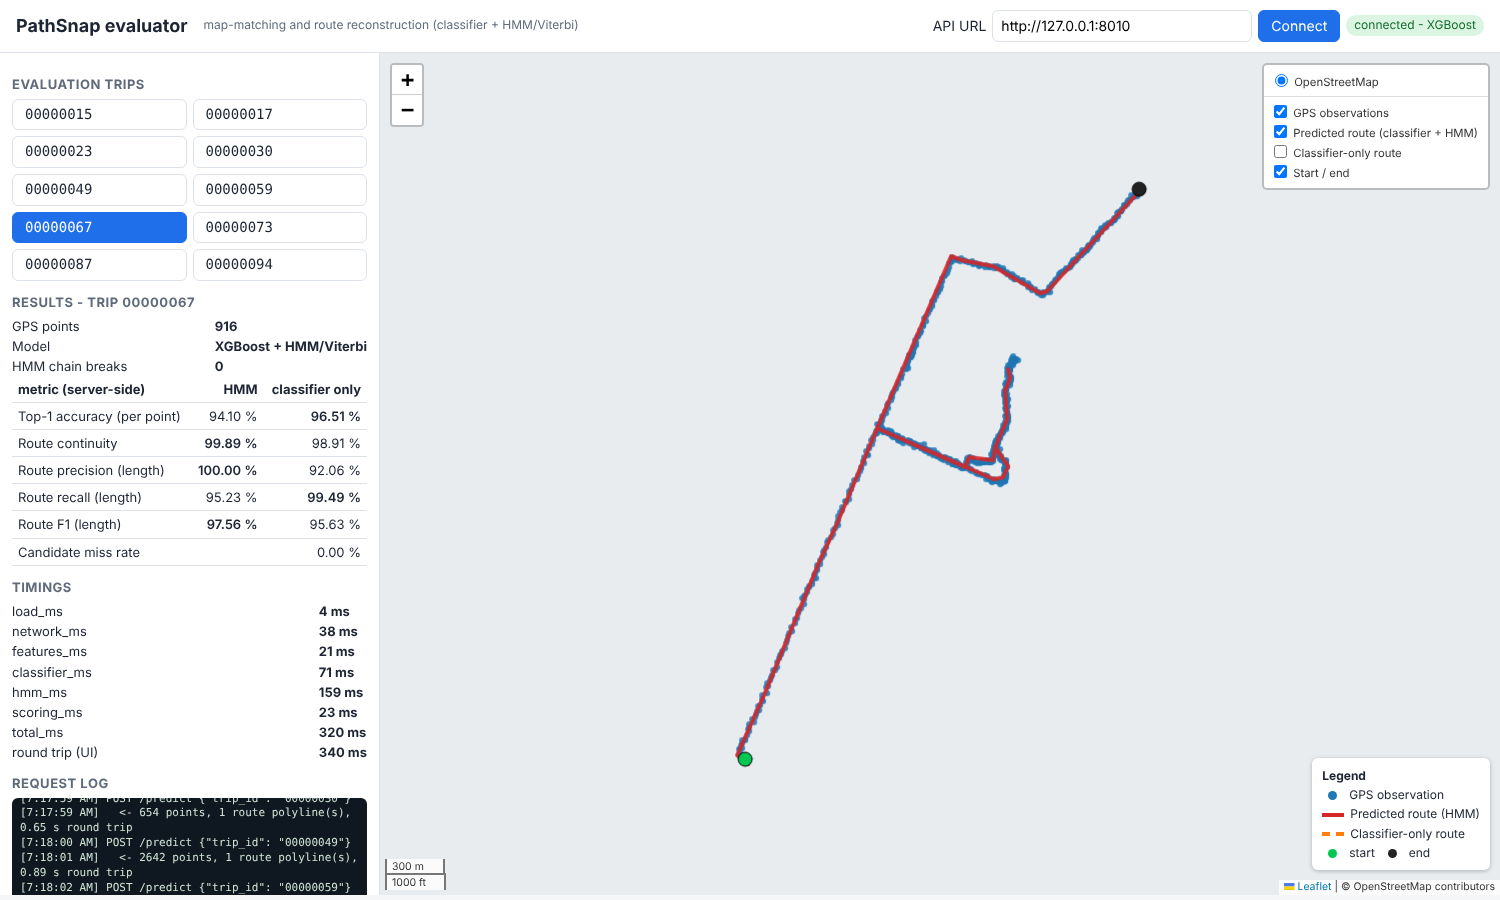 PathSnap evaluator
map-matching and route reconstruction (classifier + HMM/Viterbi)
API URL
http://127.0.0.1:8010
Connect
connected - XGBoost
EVALUATION TRIPS
00000015 00000017
00000023 00000030
00000049 00000059
00000067 00000073
00000087 00000094
RESULTS - TRIP 00000067
GPS points 916
Model XGBoost + HMM/Viterbi
HMM chain breaks 0
metric (server-side) HMM classifier only
Top-1 accuracy (per point) 94.10 % 96.51 %
Route continuity 99.89 % 98.91 %
Route precision (length) 100.00 % 92.06 %
Route recall (length) 95.23 % 99.49 %
Route F1 (length) 97.56 % 95.63 %
Candidate miss rate 0.00 %
TIMINGS
load_ms 4 ms
network_ms 38 ms
features_ms 21 ms
classifier_ms 71 ms
hmm_ms 159 ms
scoring_ms 23 ms
total_ms 320 ms
round trip (UI) 340 ms
REQUEST LOG
[7:17:59 AM] POST /predict {"trip_id": "00000030"}
[7:17:59 AM] <- 654 points, 1 route polyline(s),
0.65 s round trip
[7:18:00 AM] POST /predict {"trip_id": "00000049"}
[7:18:01 AM] <- 2642 points, 1 route polyline(s),
0.89 s round trip
[7:18:02 AM] POST /predict {"trip_id": "00000059"}
+
−
OpenStreetMap
GPS observations
Predicted route (classifier + HMM)
Classifier-only route
Start / end
300 m
1000 ft
Legend
GPS observation
Predicted route (HMM)
Classifier-only route
start end
Leaflet | © OpenStreetMap contributors